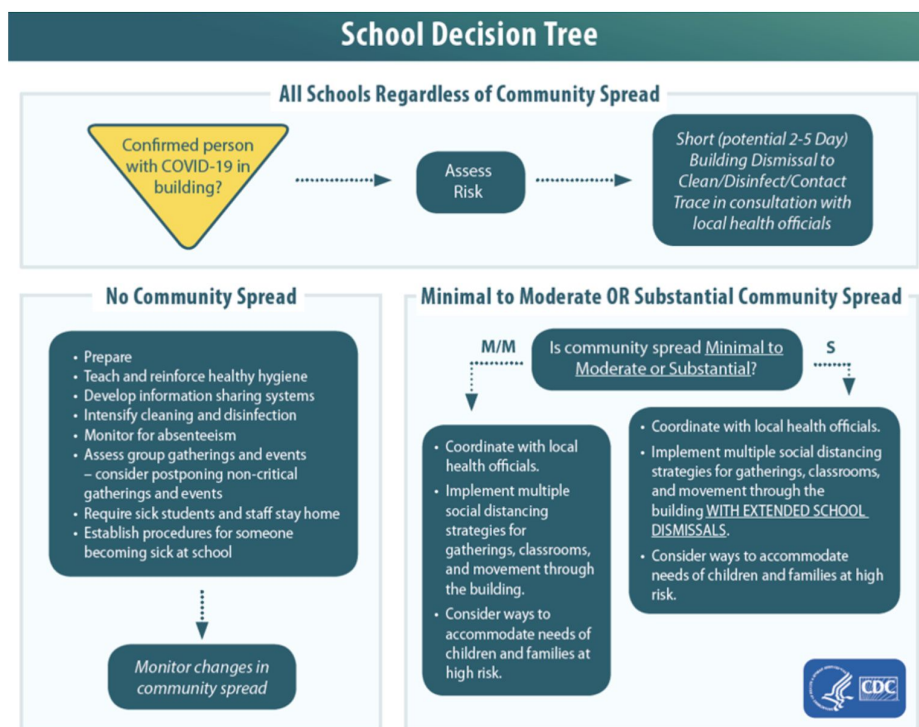 School Decision Tree
All Schools Regardless of Community Spread
Confirmed person
with COVID-19 in
building?
Assess
Risk
Short (potential 2-5 Day)
Building Dismissal to
Clean/Disinfect/Contact
Trace in consultation with
local health officials
No Community Spread
• Prepare
• Teach and reinforce healthy hygiene
• Develop information sharing systems
• Intensify cleaning and disinfection
• Monitor for absenteeism
• Assess group gatherings and events
– consider postponing non-critical
gatherings and events
• Require sick students and staff stay home
• Establish procedures for someone
becoming sick at school
Monitor changes in
community spread
Minimal to Moderate OR Substantial Community Spread
M/M
Is community spread Minimal to
Moderate or Substantial?
S
• Coordinate with local
health officials.
• Implement multiple
social distancing
strategies for
gatherings, classrooms,
and movement through
the building.
• Consider ways to
accommodate needs of
children and families at
high risk.
• Coordinate with local health officials.
• Implement multiple social distancing
strategies for gatherings, classrooms,
and movement through the
building WITH EXTENDED SCHOOL
DISMISSALS.
• Consider ways to accommodate
needs of children and families at high
risk.
CDC